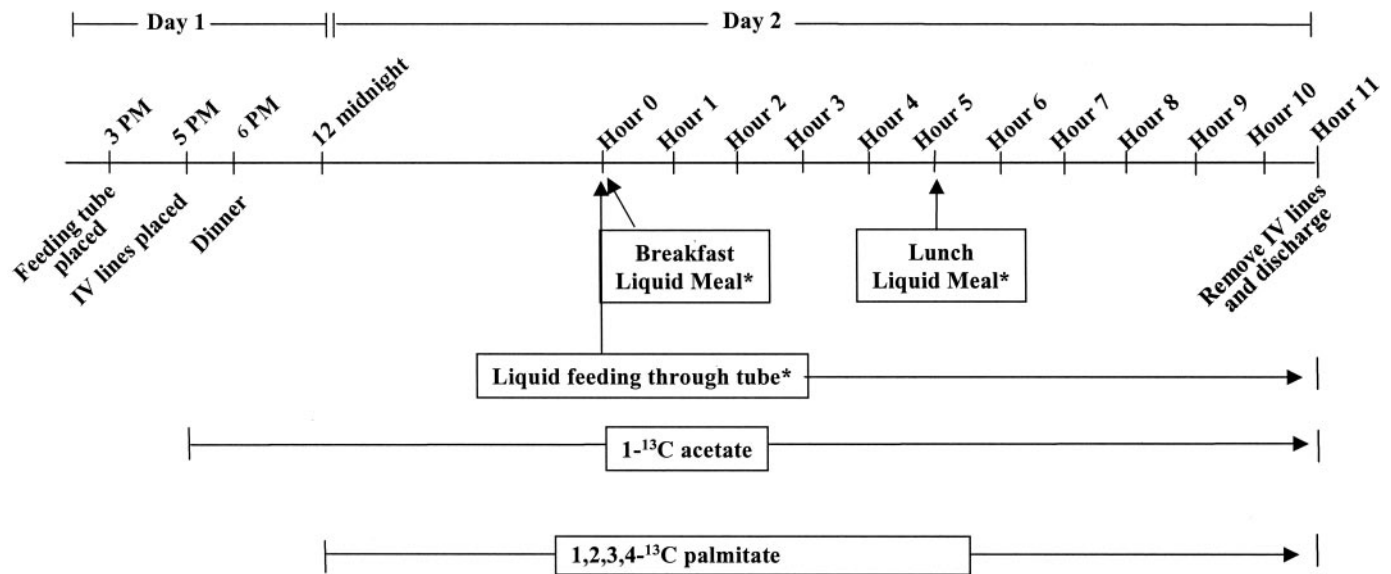 Day 1
Day 2
3 PM
5 PM
6 PM
12 midnight
Hour 0
Hour 1
Hour 2
Hour 3
Hour 4
Hour 5
Hour 6
Hour 7
Hour 8
Hour 9
Hour 10
Hour 11
Feeding tube
placed
IV lines placed
Dinner
Breakfast
Liquid Meal*
Lunch
Liquid Meal*
Remove IV lines
and discharge
Liquid feeding through tube*
1-¹³C acetate
1,2,3,4-¹³C palmitate